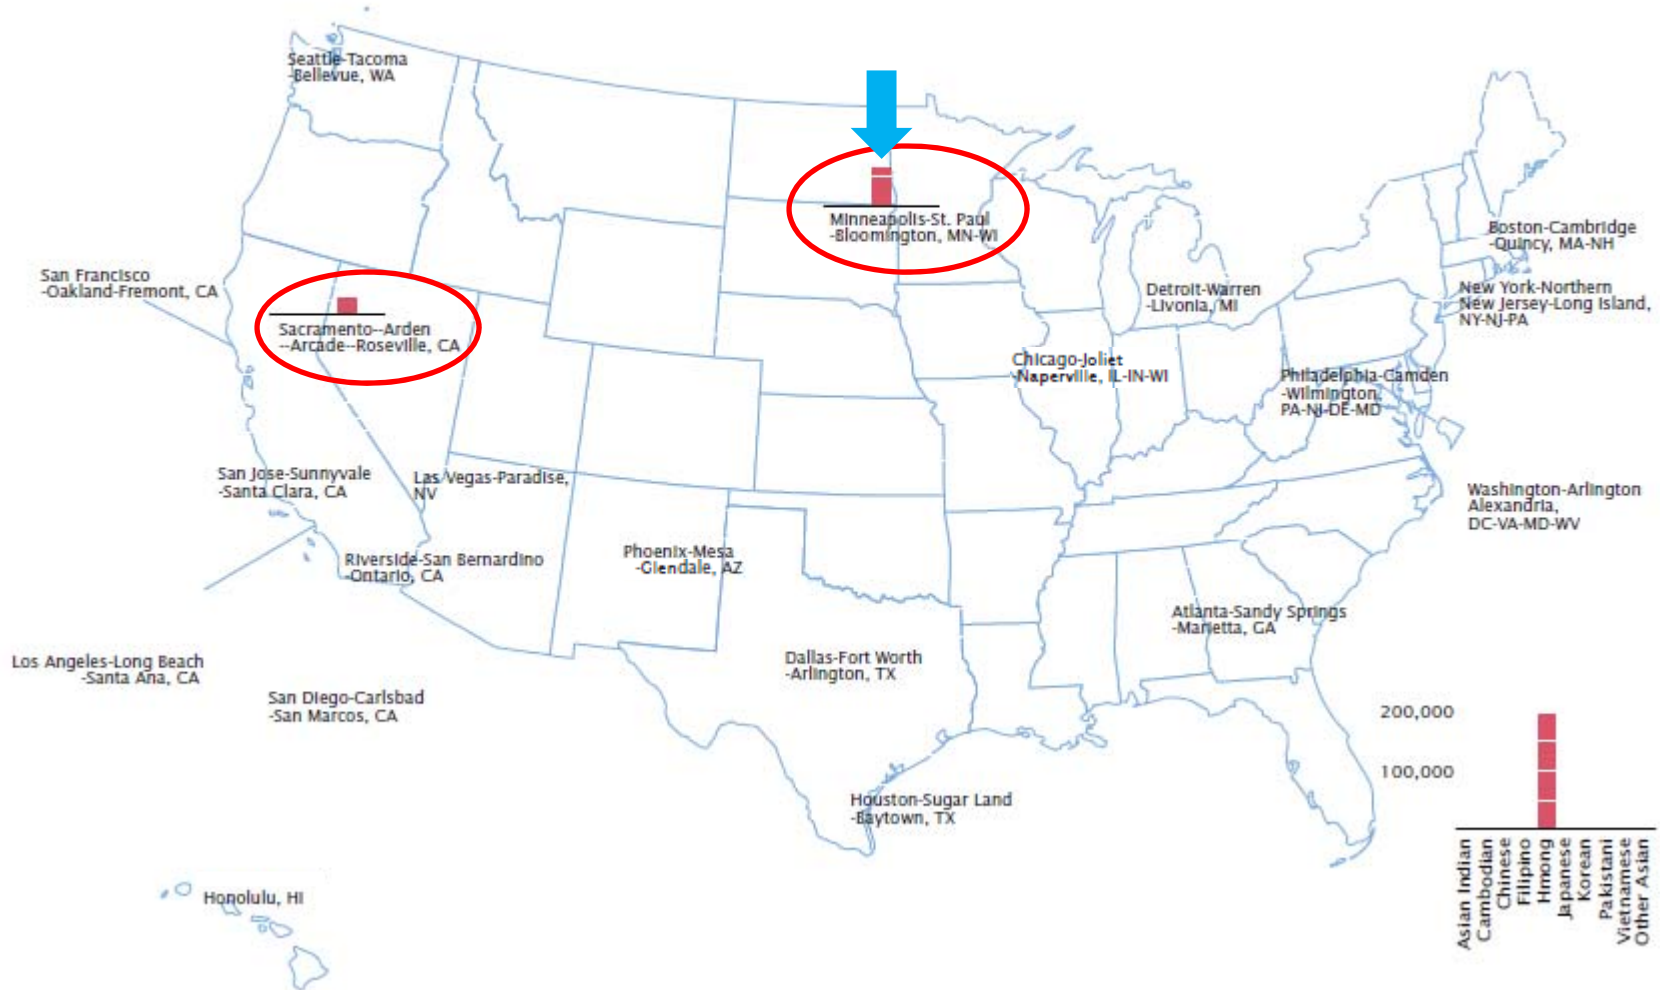 Seattle-Tacoma
-Bellevue, WA
Minneapolis-St. Paul
-Bloomington, MN-WI
Boston-Cambridge
-Quincy, MA-NH
San Francisco
-Oakland-Fremont, CA
Detroit-Warren
-Livonia, MI
New York-Northern
New Jersey-Long Island,
NY-NJ-PA
Sacramento--Arden
--Arcade--Roseville, CA
Chicago-Joliet
-Naperville, IL-IN-WI
Philadelphia-Camden
-Wilmington,
PA-NJ-DE-MD
San Jose-Sunnyvale
-Santa Clara, CA
Las Vegas-Paradise,
NV
Washington-Arlington
Alexandria,
DC-VA-MD-WV
Riverside-San Bernardino
-Ontario, CA
Phoenix-Mesa
-Glendale, AZ
Atlanta-Sandy Springs
-Marietta, GA
Los Angeles-Long Beach
-Santa Ana, CA
Dallas-Fort Worth
-Arlington, TX
San Diego-Carlsbad
-San Marcos, CA
Houston-Sugar Land
-Baytown, TX
Honolulu, HI
200,000
100,000
Asian Indian
Cambodian
Chinese
Filipino
Hmong
Japanese
Korean
Pakistani
Vietnamese
Other Asian